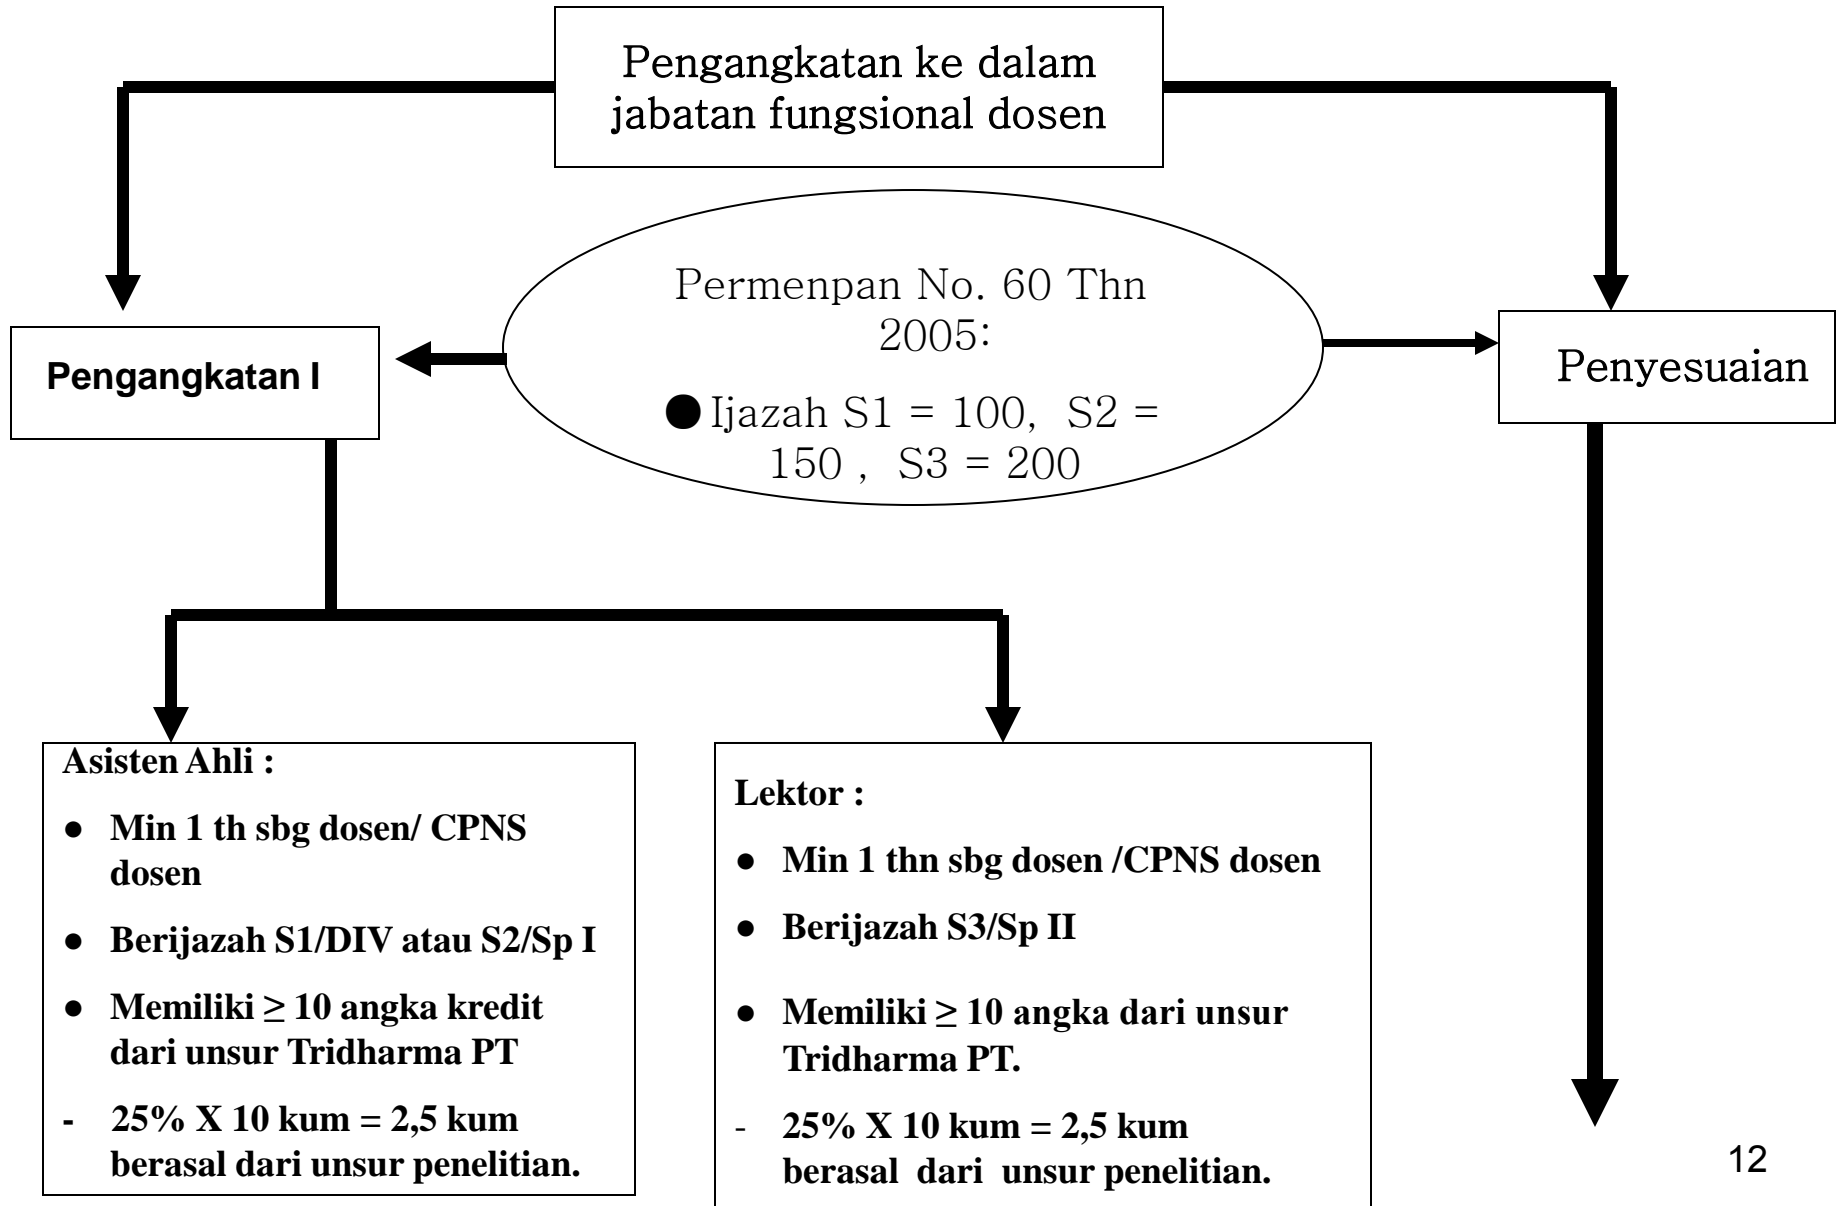 Pengangkatan ke dalam
jabatan fungsional dosen
Permenpan No. 60 Thn
2005:
● Ijazah S1 = 100, S2 =
150 , S3 = 200
Pengangkatan I
Penyesuaian
Asisten Ahli :
● Min 1 th sbg dosen/ CPNS
dosen
● Berijazah S1/DIV atau S2/Sp I
● Memiliki ≥ 10 angka kredit
dari unsur Tridharma PT
- 25% X 10 kum = 2,5 kum
berasal dari unsur penelitian.
Lektor :
● Min 1 thn sbg dosen /CPNS dosen
● Berijazah S3/Sp II
● Memiliki ≥ 10 angka dari unsur
Tridharma PT.
- 25% X 10 kum = 2,5 kum
berasal dari unsur penelitian.
12